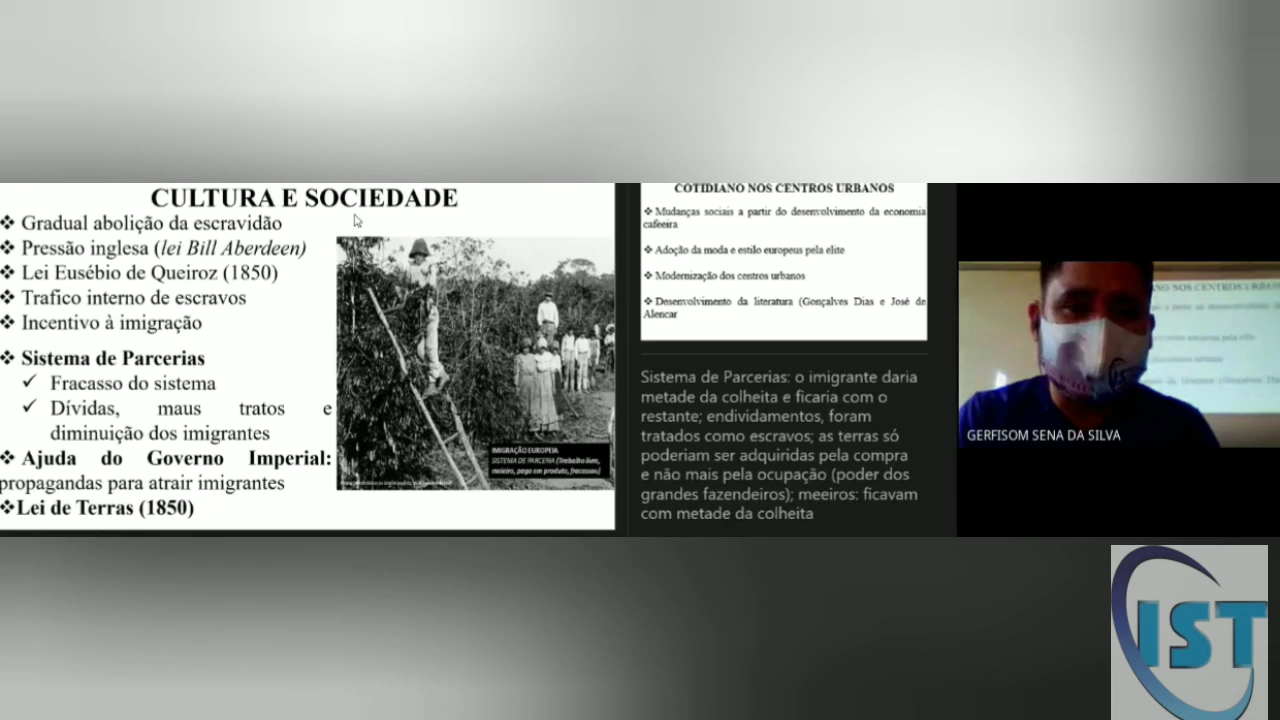 CULTURA E SOCIEDADE
❖ Gradual abolição da escravidão
❖ Pressão inglesa (lei Bill Aberdeen)
❖ Lei Eusébio de Queiroz (1850)
❖ Trafico interno de escravos
❖ Incentivo à imigração
❖ Sistema de Parcerias
✓ Fracasso do sistema
✓ Dívidas, maus tratos e
diminuição dos imigrantes
❖ Ajuda do Governo Imperial:
propagandas para atrair imigrantes
❖Lei de Terras (1850)
IMIGRAÇÃO EUROPEIA
SISTEMA DE PARCERIA (Trabalho livre,
meieiro, pago em produto, fracassou)
COTIDIANO NOS CENTROS URBANOS
❖ Mudanças sociais a partir do desenvolvimento da economia
cafeeira
❖ Adoção da moda e estilo europeus pela elite
❖ Modernização dos centros urbanos
❖ Desenvolvimento da literatura (Gonçalves Dias e José de
Alencar
Sistema de Parcerias: o imigrante daria
metade da colheita e ficaria com o
restante; endividamentos, foram
tratados como escravos; as terras só
poderiam ser adquiridas pela compra
e não mais pela ocupação (poder dos
grandes fazendeiros); meeiros: ficavam
com metade da colheita
GERFISOM SENA DA SILVA
IST